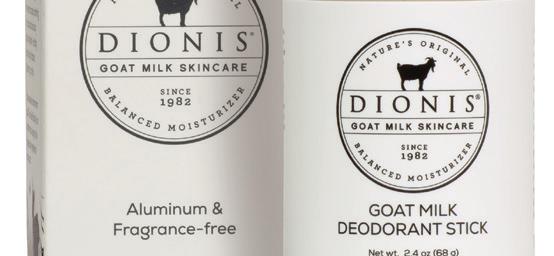 DIONIS®
GOAT MILK SKINCARE
SINCE
1982
BALANCED MOISTURIZER
Aluminum &
Fragrance-free
NATURE'S ORIGINAL
DIONIS®
GOAT MILK SKINCARE
SINCE
1982
BALANCED MOISTURIZER
GOAT MILK
DEODORANT STICK
Net wt. 2.4 oz (68 g)